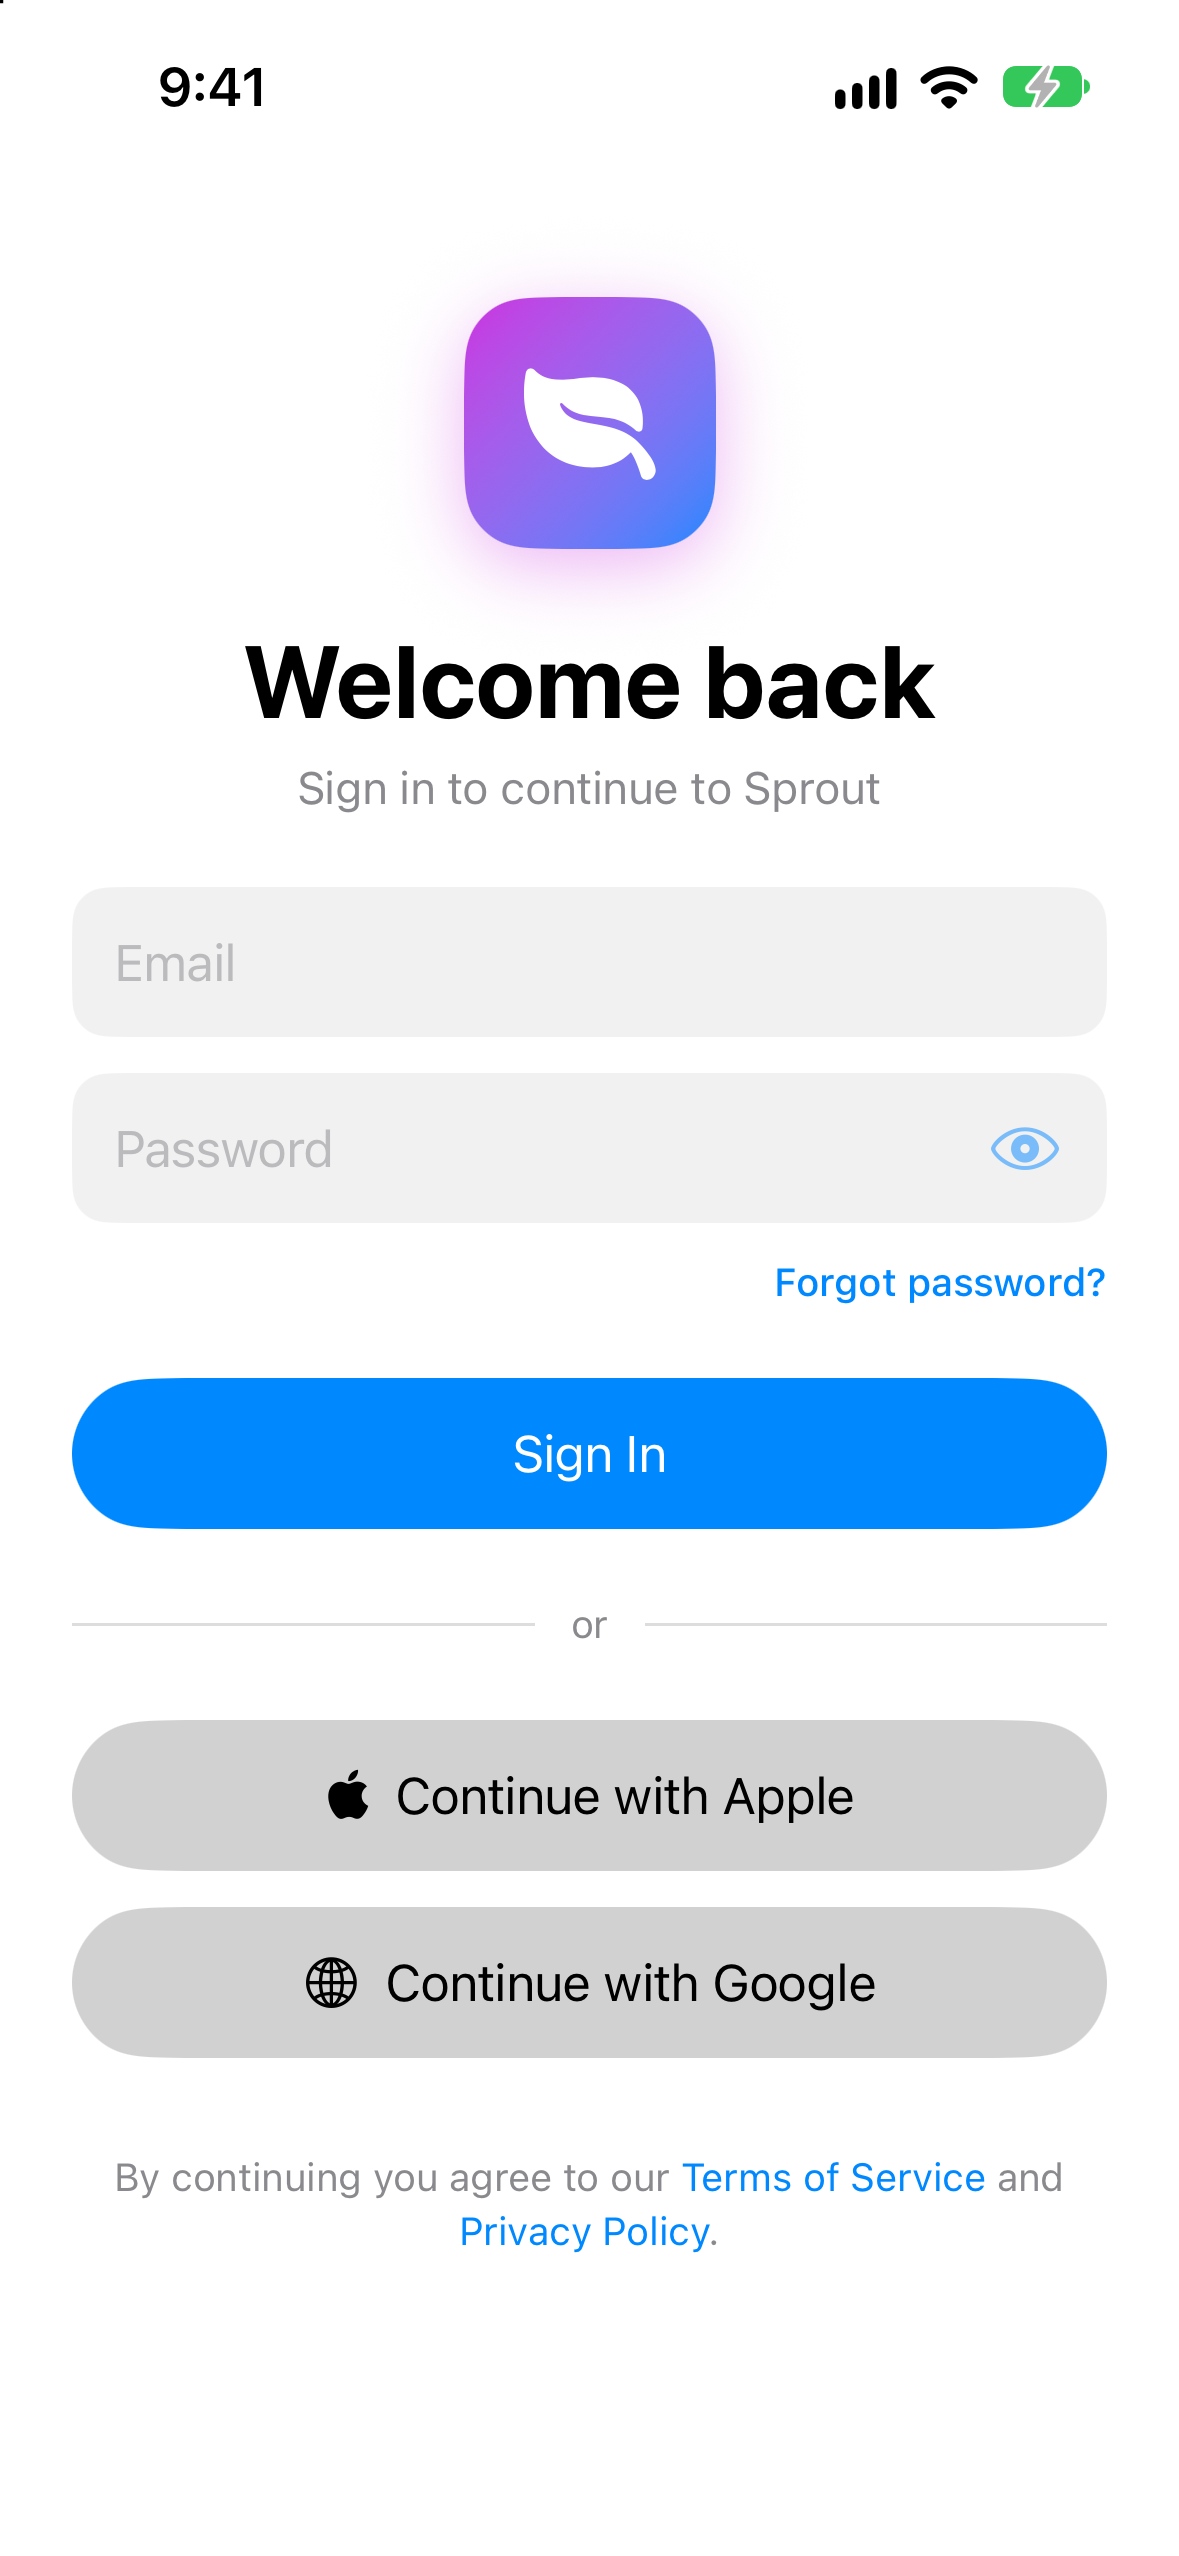 9:41
Welcome back
Sign in to continue to Sprout
Email
Password
Forgot password?
Sign In
or
Continue with Apple
Continue with Google
By continuing you agree to our Terms of Service and
Privacy Policy.